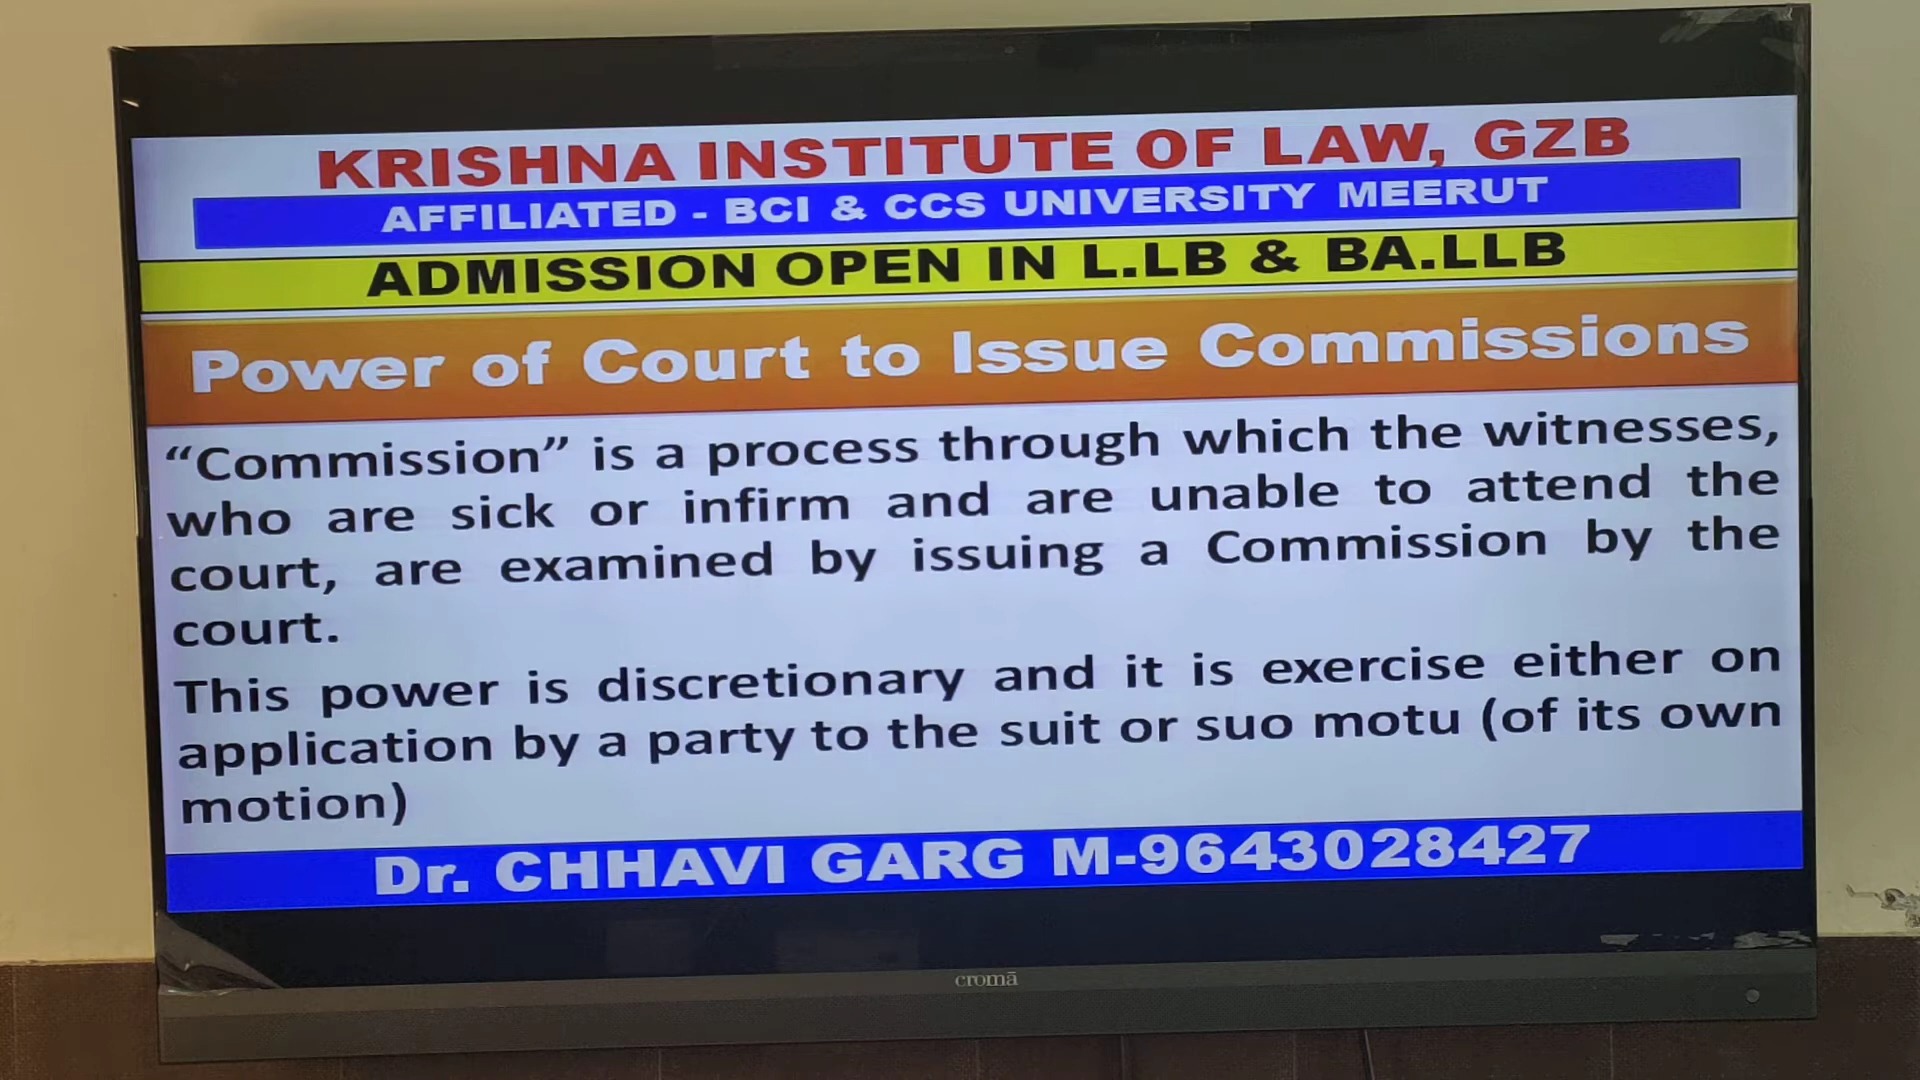 KRISHNA INSTITUTE OF LAW, GZB
AFFILIATED - BCI & CCS UNIVERSITY MEERUT
ADMISSION OPEN IN L.LB & BA.LLB
Power of Court to Issue Commissions
“Commission” is a process through which the witnesses,
who are sick or infirm and are unable to attend the
court, are examined by issuing a Commission by the
court.
This power is discretionary and it is exercise either on
application by a party to the suit or suo motu (of its own
motion)
Dr. CHHAVI GARG M-9643028427
cromā